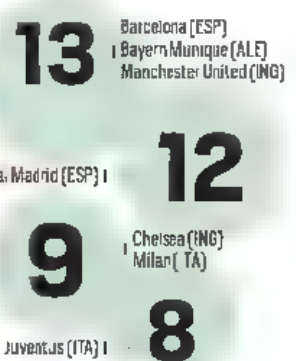 13
Barcelona (ESP)
Bayern Munique (ALE)
Manchester United (ING)
Madrid (ESP)
12
9
Chelsea (ING)
Milan (ITA)
Juventus (ITA)
8